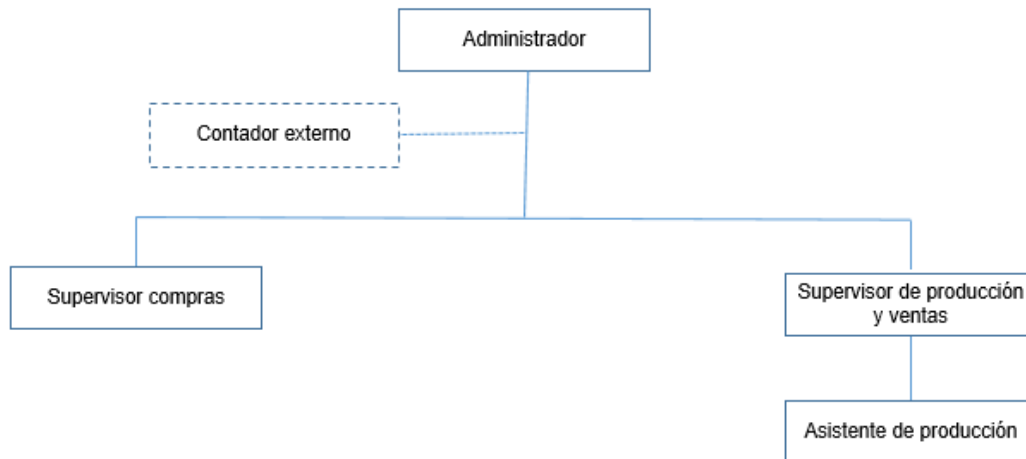 Administrador
Contador externo
Supervisor compras
Supervisor de producción
y ventas
Asistente de producción